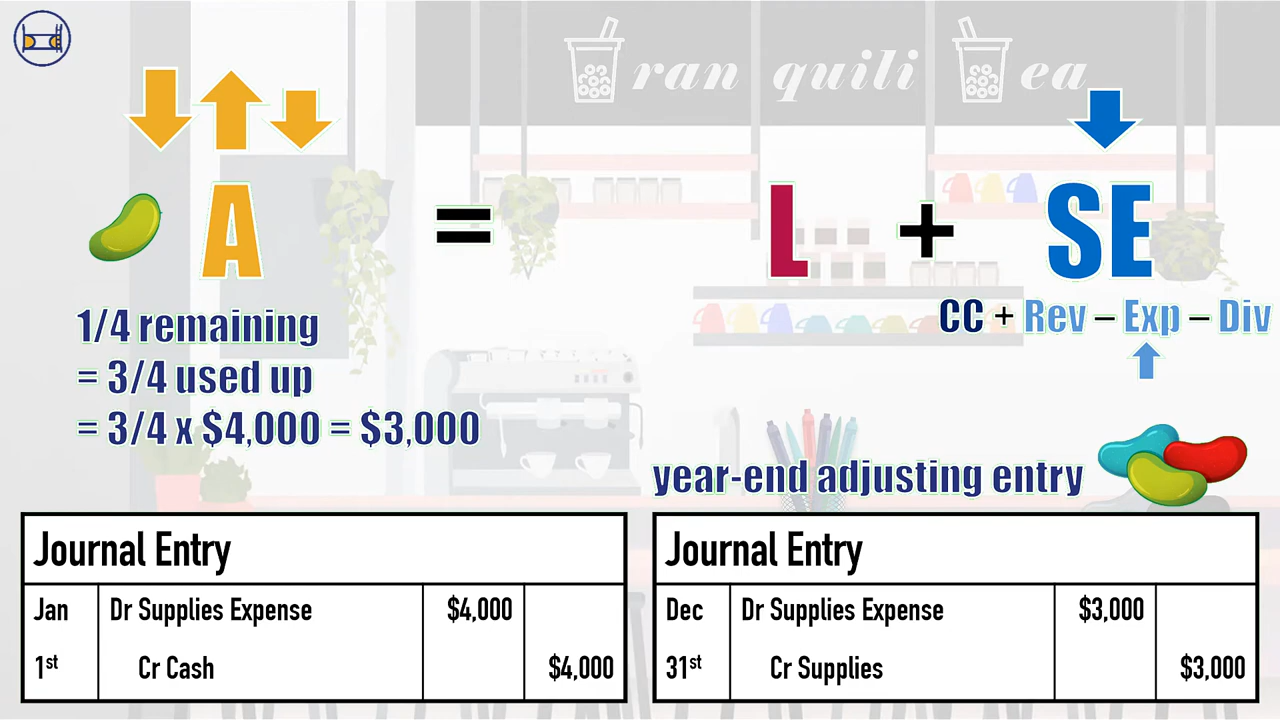 ran quili ea
A = L + SE
CC + Rev – Exp – Div
1/4 remaining
= 3/4 used up
= 3/4 x $4,000 = $3,000
year-end adjusting entry
Journal Entry
Jan Dr Supplies Expense $4,000
1st Cr Cash $4,000
Journal Entry
Dec Dr Supplies Expense $3,000
31st Cr Supplies $3,000